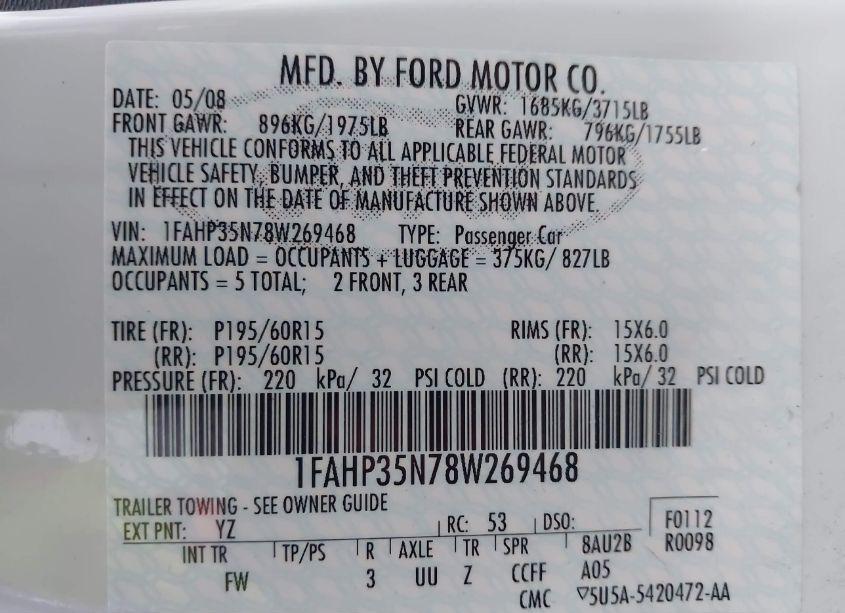 MFD. BY FORD MOTOR CO.
DATE: 05/08 GVWR: 1685KG/3715LB
FRONT GAWR: 896KG/1975LB REAR GAWR: 796KG/1755LB
THIS VEHICLE CONFORMS TO ALL APPLICABLE FEDERAL MOTOR
VEHICLE SAFETY, BUMPER, AND THEFT PREVENTION STANDARDS
IN EFFECT ON THE DATE OF MANUFACTURE SHOWN ABOVE.
VIN: 1FAHP35N78W269468 TYPE: Passenger Car
MAXIMUM LOAD = OCCUPANTS + LUGGAGE = 375KG/ 827LB
OCCUPANTS = 5 TOTAL; 2 FRONT, 3 REAR
TIRE (FR): P195/60R15 RIMS (FR): 15X6.0
(RR): P195/60R15 (RR): 15X6.0
PRESSURE (FR): 220 kPa/ 32 PSI COLD (RR): 220 kPa/ 32 PSI COLD
1FAHP35N78W269468
TRAILER TOWING - SEE OWNER GUIDE
EXT PNT: YZ RC: 53 DSO: F0112
INT TR TP/PS R AXLE TR SPR 8AU2B R0098
FW 3 UU Z CCFF A05
CMC ▽5U5A-5420472-AA